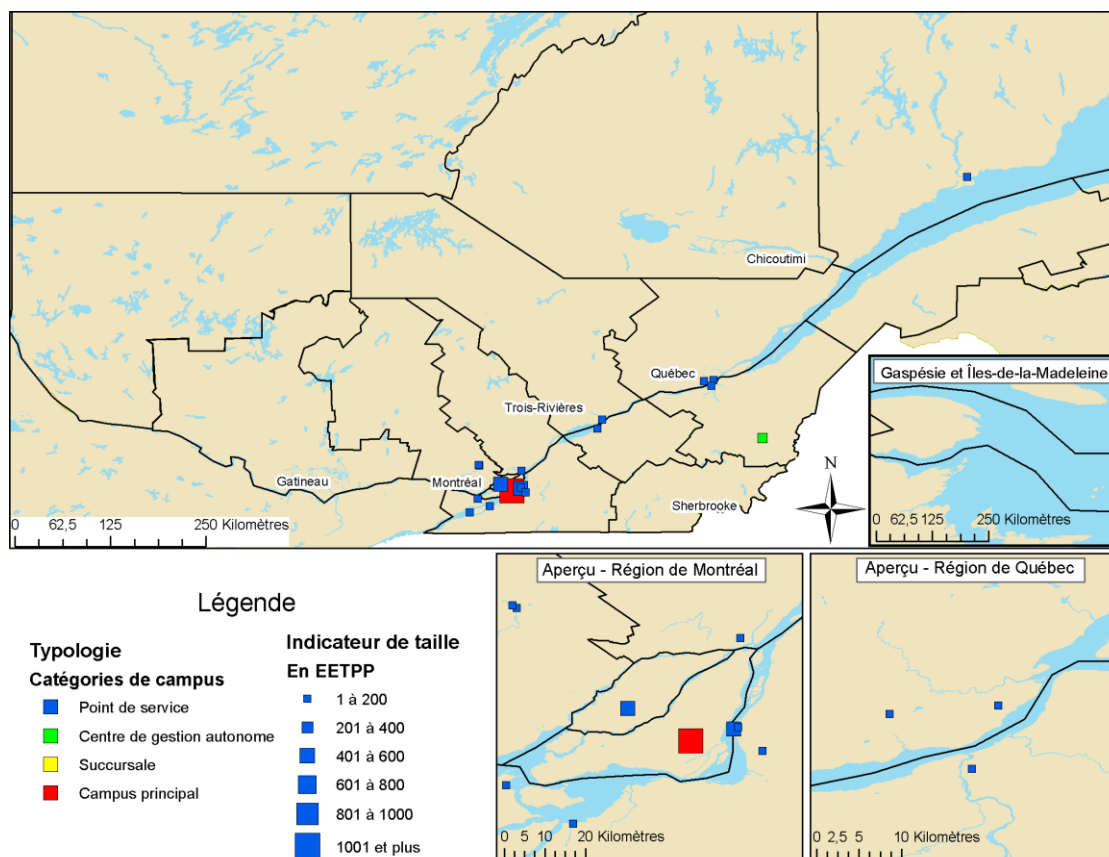 Chicoutimi
Québec
Gaspésie et Îles-de-la-Madeleine
Trois-Rivières
N
Gatineau
Montréal
Sherbrooke
0 62,5 125 250 Kilomètres
0 62,5 125 250 Kilomètres
Aperçu - Région de Montréal
Aperçu - Région de Québec
Légende
Typologie
Catégories de campus
Point de service
Centre de gestion autonome
Succursale
Campus principal
Indicateur de taille
En EETPP
1 à 200
201 à 400
401 à 600
601 à 800
801 à 1000
1001 et plus
0 5 10 20 Kilomètres
0 2,5 5 10 Kilomètres